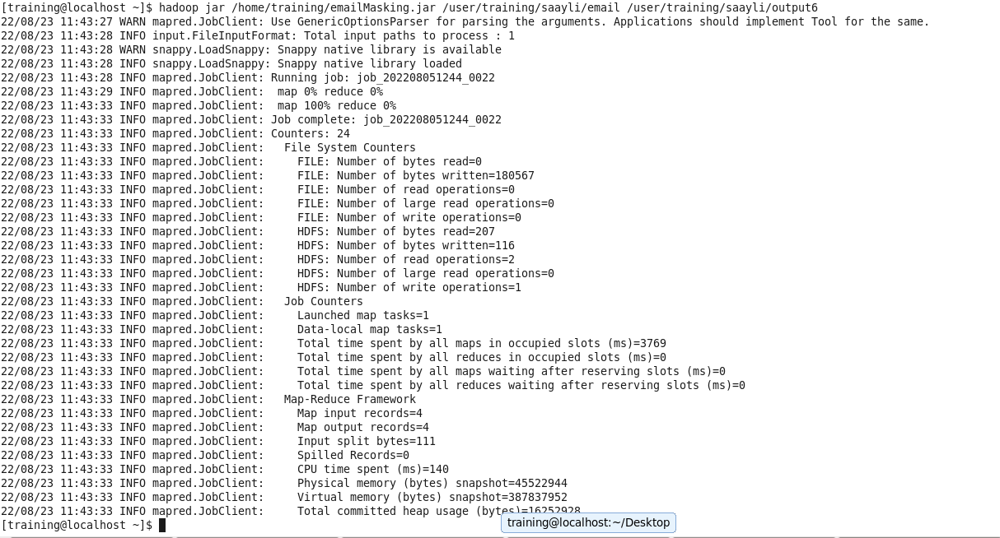 [training@localhost ~]$ hadoop jar /home/training/emailMasking.jar /user/training/saayli/email /user/training/saayli/output6
22/08/23 11:43:27 WARN mapred.JobClient: Use GenericOptionsParser for parsing the arguments. Applications should implement Tool for the same.
22/08/23 11:43:28 INFO input.FileInputFormat: Total input paths to process : 1
22/08/23 11:43:28 WARN snappy.LoadSnappy: Snappy native library is available
22/08/23 11:43:28 INFO snappy.LoadSnappy: Snappy native library loaded
22/08/23 11:43:28 INFO mapred.JobClient: Running job: job_202208051244_0022
22/08/23 11:43:29 INFO mapred.JobClient:  map 0% reduce 0%
22/08/23 11:43:33 INFO mapred.JobClient:  map 100% reduce 0%
22/08/23 11:43:33 INFO mapred.JobClient: Job complete: job_202208051244_0022
22/08/23 11:43:33 INFO mapred.JobClient: Counters: 24
22/08/23 11:43:33 INFO mapred.JobClient:   File System Counters
22/08/23 11:43:33 INFO mapred.JobClient:     FILE: Number of bytes read=0
22/08/23 11:43:33 INFO mapred.JobClient:     FILE: Number of bytes written=180567
22/08/23 11:43:33 INFO mapred.JobClient:     FILE: Number of read operations=0
22/08/23 11:43:33 INFO mapred.JobClient:     FILE: Number of large read operations=0
22/08/23 11:43:33 INFO mapred.JobClient:     FILE: Number of write operations=0
22/08/23 11:43:33 INFO mapred.JobClient:     HDFS: Number of bytes read=207
22/08/23 11:43:33 INFO mapred.JobClient:     HDFS: Number of bytes written=116
22/08/23 11:43:33 INFO mapred.JobClient:     HDFS: Number of read operations=2
22/08/23 11:43:33 INFO mapred.JobClient:     HDFS: Number of large read operations=0
22/08/23 11:43:33 INFO mapred.JobClient:     HDFS: Number of write operations=1
22/08/23 11:43:33 INFO mapred.JobClient:   Job Counters
22/08/23 11:43:33 INFO mapred.JobClient:     Launched map tasks=1
22/08/23 11:43:33 INFO mapred.JobClient:     Data-local map tasks=1
22/08/23 11:43:33 INFO mapred.JobClient:     Total time spent by all maps in occupied slots (ms)=3769
22/08/23 11:43:33 INFO mapred.JobClient:     Total time spent by all reduces in occupied slots (ms)=0
22/08/23 11:43:33 INFO mapred.JobClient:     Total time spent by all maps waiting after reserving slots (ms)=0
22/08/23 11:43:33 INFO mapred.JobClient:     Total time spent by all reduces waiting after reserving slots (ms)=0
22/08/23 11:43:33 INFO mapred.JobClient:   Map-Reduce Framework
22/08/23 11:43:33 INFO mapred.JobClient:     Map input records=4
22/08/23 11:43:33 INFO mapred.JobClient:     Map output records=4
22/08/23 11:43:33 INFO mapred.JobClient:     Input split bytes=111
22/08/23 11:43:33 INFO mapred.JobClient:     Spilled Records=0
22/08/23 11:43:33 INFO mapred.JobClient:     CPU time spent (ms)=140
22/08/23 11:43:33 INFO mapred.JobClient:     Physical memory (bytes) snapshot=45522944
22/08/23 11:43:33 INFO mapred.JobClient:     Virtual memory (bytes) snapshot=387837952
22/08/23 11:43:33 INFO mapred.JobClient:     Total committed heap usage (bytes)=16252928
[training@localhost ~]$
training@localhost:~/Desktop